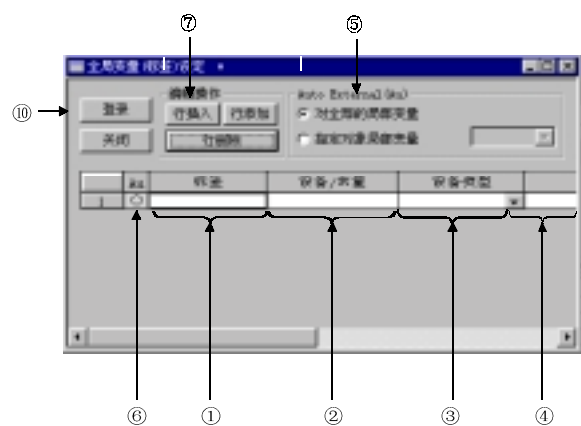 ⑦
⑤
全局变量(标签)设定 *
⑩
登录
关闭
编辑操作
行插入
行添加
行删除
Auto External(Au)
对全部的局部变量
指定对象局部变量
Au
标签
设备/常量
设备类型
1
⑥
①
②
③
④